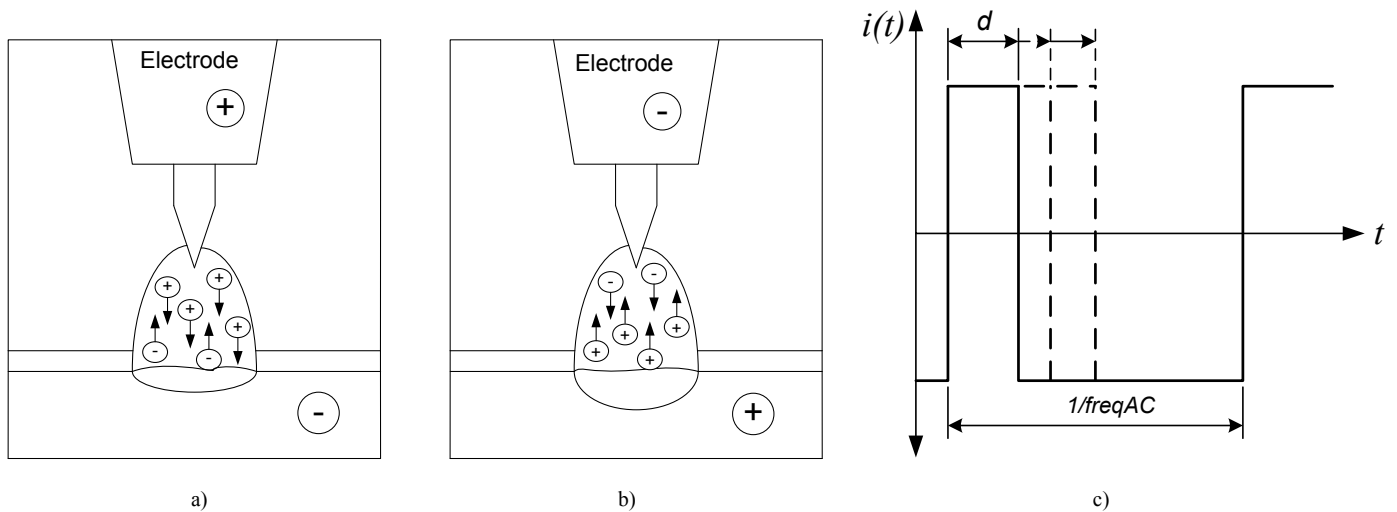 Electrode
+
+
+
+
+
+
-
-
-
a)
Electrode
-
-
-
+
+
+
+
+
b)
i(t)
d
t
1/freqAC
c)